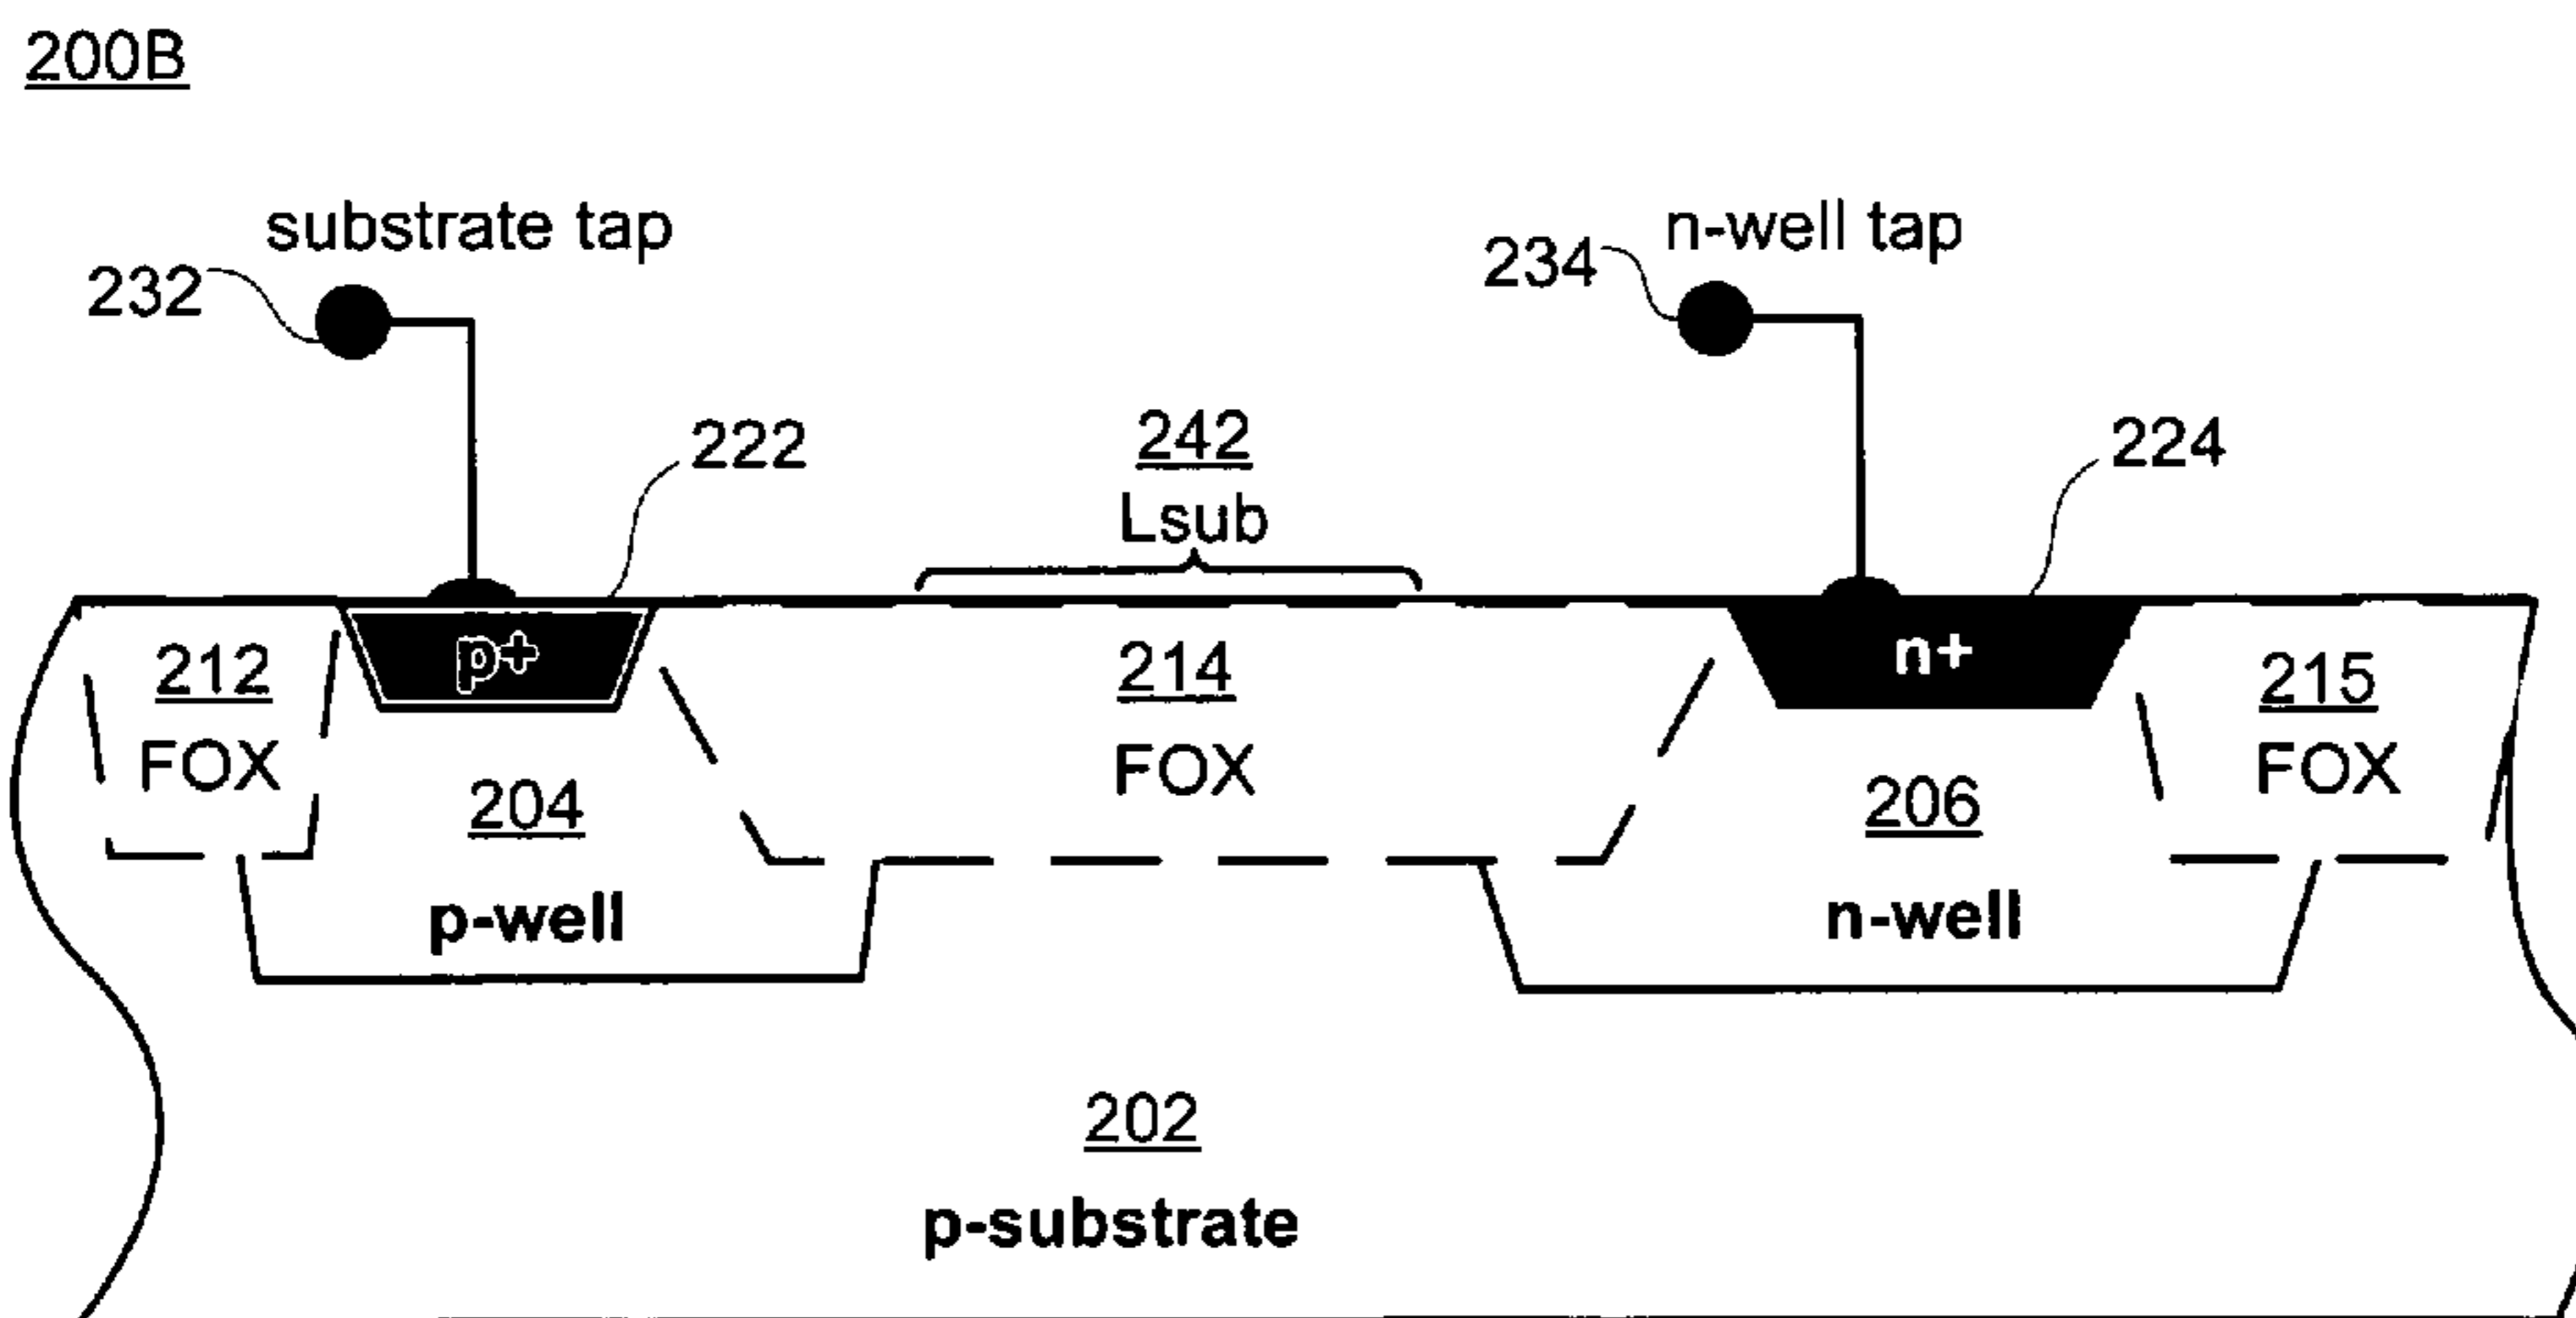 200B
substrate tap
232
n-well tap
234
222
242
Lsub
224
p+
n+
212
FOX
214
FOX
215
FOX
204
p-well
206
n-well
202
p-substrate